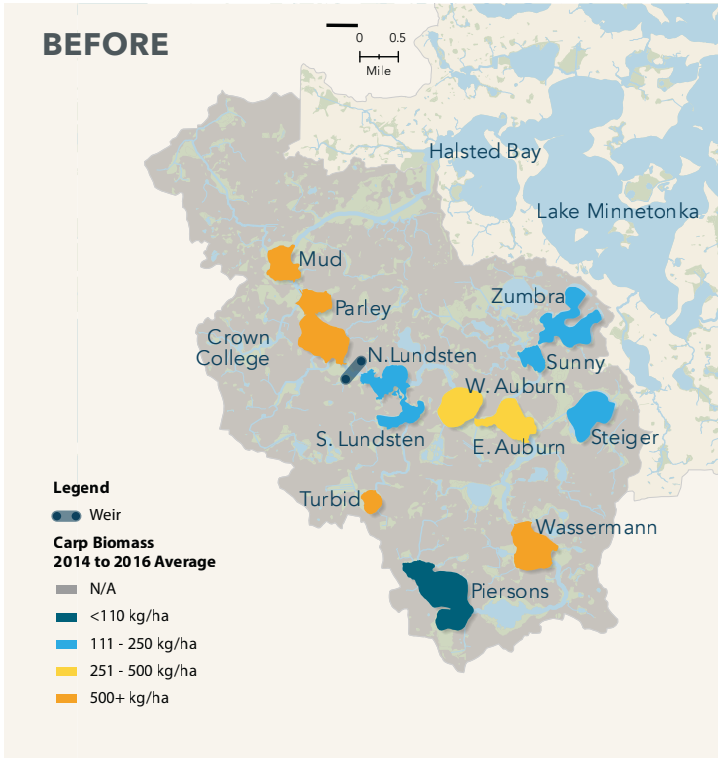 BEFORE
0 0.5
Mile
Halsted Bay
Lake Minnetonka
Mud
Zumbra
Parley
Crown
College
N.Lundsten
Sunny
W. Auburn
S. Lundsten
E. Auburn
Steiger
Turbid
Wassermann
Piersons
Legend
Weir
Carp Biomass
2014 to 2016 Average
N/A
<110 kg/ha
111 - 250 kg/ha
251 - 500 kg/ha
500+ kg/ha